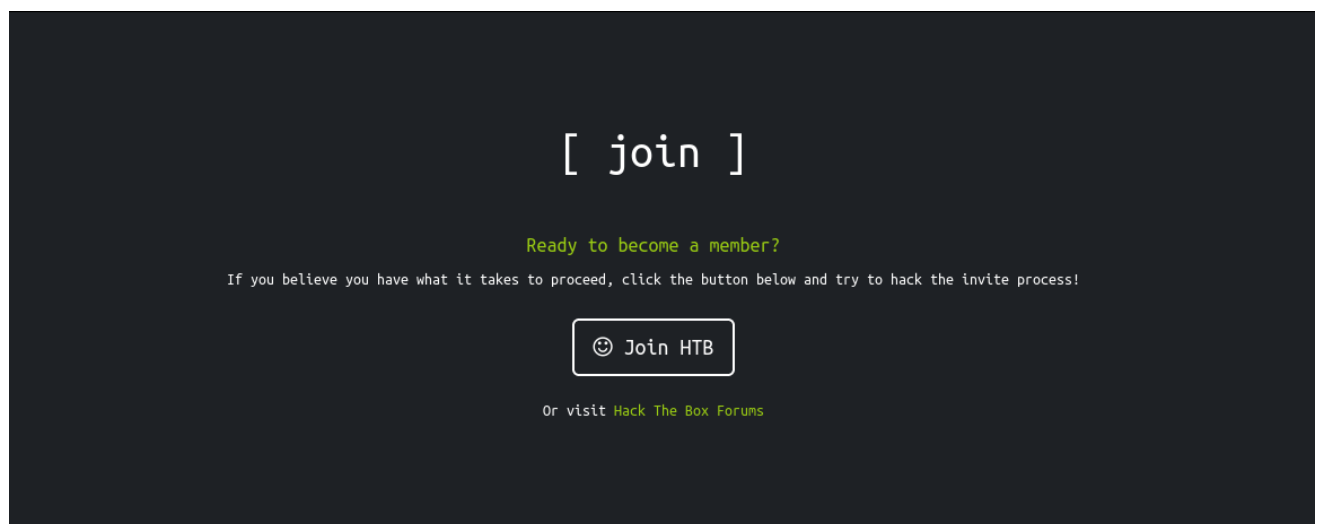 [ join ]
Ready to become a member?
If you believe you have what it takes to proceed, click the button below and try to hack the invite process!
Join HTB
Or visit Hack The Box Forums